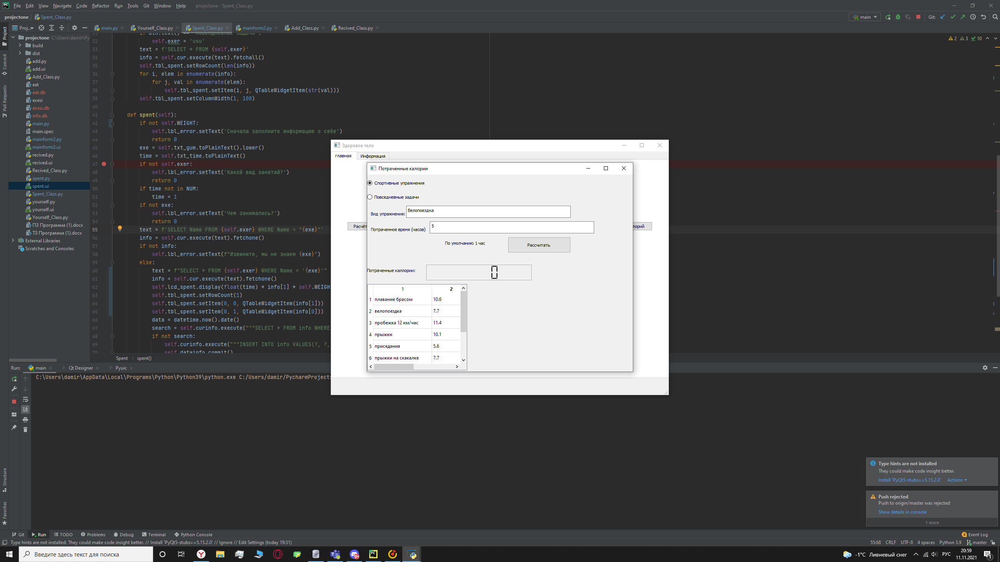 File Edit View Navigate Code Refactor Run Tools Git Window Help projectone - Spent_Class.py
projectone Spent_Class.py main Git:
Proj... main.py Yourself_Class.py Spent_Class.py mainform2.py Add_Class.py Recived_Class.py
Project
Commit
Pull Requests
Structure
Favorites
projectone C:\Users\damir\Py
build
dist
add.py
add.ui
Add_Class.py
eat
eat.db
exesi
exesi.db
info.db
main.py
main.spec
mainform2.py
mainform2.ui
recived.py
recived.ui
Recived_Class.py
spent.py
spent.ui
Spent_Class.py
yourself.py
yourself.ui
Yourself_Class.py
ПЗ Программа (1).docx
ТЗ Программа (1).docx
External Libraries
Scratches and Consoles
2 3 10
31 if btn.text() == 'Повседневные задачи':
32 self.exer = 'usu'
33 text = f'SELECT * FROM {self.exer}'
34 info = self.cur.execute(text).fetchall()
35 self.tbl_spent.setRowCount(len(info))
36 for i, elem in enumerate(info):
37 for j, val in enumerate(elem):
38 self.tbl_spent.setItem(i, j, QTableWidgetItem(str(val)))
39 self.tbl_spent.setColumnWidth(1, 100)
40
41 def spent(self):
42 if not self.WEIGHT:
43 self.lbl_error.setText('Сначала заполните информацию о себе')
44 return 0
45 exe = self.txt_gum.toPlainText().lower()
46 time = self.txt_time.toPlainText()
47 if not self.exer:
48 self.lbl_error.setText('Какой вид занятий?')
49 return 0
50 if time not in NUM:
51 time = 1
52 if not exe:
53 self.lbl_error.setText('Чем занимались?')
54 return 0
55 text = f'SELECT Name FROM {self.exer} WHERE Name = "{exe}"'
56 info = self.cur.execute(text).fetchone()
57 if not info:
58 self.lbl_error.setText(f"Извините, мы не знаем {exe}")
59 else:
60 text = f"SELECT * FROM {self.exer} WHERE Name = '{exe}'"
61 info = self.cur.execute(text).fetchone()
62 self.lcd_spent.display(float(time) * info[1] * self.WEIGH
63 self.tbl_spent.setRowCount(1)
64 self.tbl_spent.setItem(0, 0, QTableWidgetItem(info[1]))
65 self.tbl_spent.setItem(0, 1, QTableWidgetItem(info[0]))
66 data = datetime.now().date()
67 search = self.curinfo.execute("""SELECT * FROM info WHERE
68 if not search:
69 self.curinfo.execute("""INSERT INTO info VALUES(?, ?,
70 self.datainfo.commit()
Spent spent()
Здоровое тело
главная Информация
Расчёт
лорий
Потраченные калории
Спортивные упражнения
Повседневные задачи
Вид упражнения: Велопоездка
Потраченное время (часов) 5
По умолчанию 1 час Рассчитать
Потраченные каллории: 0
1 2
1 плавание брасом 10.6
2 велопоездка 7.7
3 пробежка 12 км/час 11.4
4 прыжки 10.1
5 приседания 5.6
6 прыжки на скакалке 7.7
Run: main Qt Designer Pyuic
C:\Users\damir\AppData\Local\Programs\Python\Python39\python.exe C:/Users/damir/PycharmProjects
Type hints are not installed
They could make code insight better.
Install 'PyQt5-stubs==5.15.2.0' Actions
Push rejected
Push to origin/master was rejected
Show details in console
1 more
Git Run TODO Problems Debug Terminal Python Console 4 Event Log
Type hints are not installed: They could make code insight better. // Install 'PyQt5-stubs==5.15.2.0' // Ignore // Edit Settings (today 19:31) 55:68 CRLF UTF-8 4 spaces Python 3.9 master
Введите здесь текст для поиска 9+ -1°C Ливневый снег РУС 20:59
11.11.2021 1